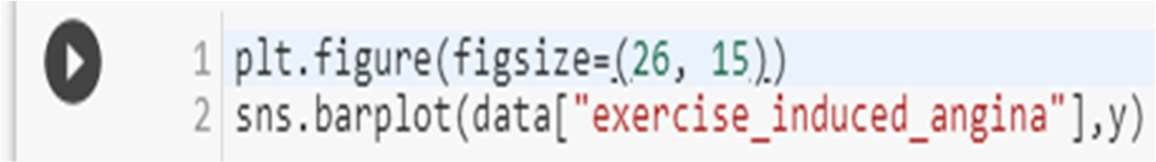 1 plt.figure(figsize=(26, 15))
2 sns.barplot(data["exercise_induced_angina"],y)